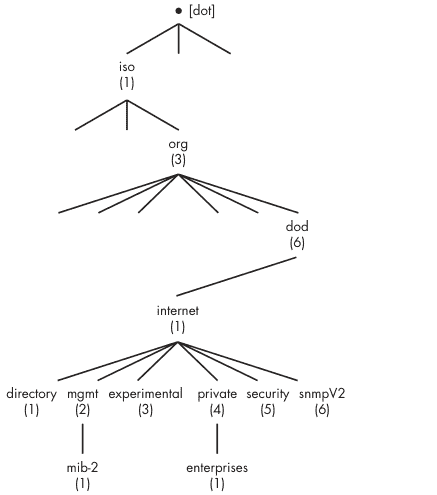 • [dot]
iso
(1)
org
(3)
dod
(6)
internet
(1)
directory mgmt experimental private security snmpV2
(1) (2) (3) (4) (5) (6)
mib-2 enterprises
(1) (1)